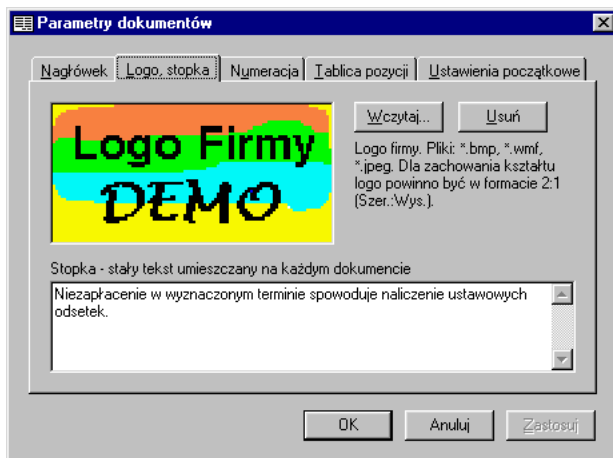 Parametry dokumentów
Nagłówek
Logo, stopka
Numeracja
Tablica pozycji
Ustawienia początkowe
Logo Firmy
DEMO
Wczytaj...
Usuń
Logo firmy. Pliki: *.bmp, *.wmf,
*.jpeg. Dla zachowania kształtu
logo powinno być w formacie 2:1
(Szer.:Wys.).
Stopka - stały tekst umieszczany na każdym dokumencie
Niezapłacenie w wyznaczonym terminie spowoduje naliczenie ustawowych
odsetek.
OK
Anuluj
Zastosuj